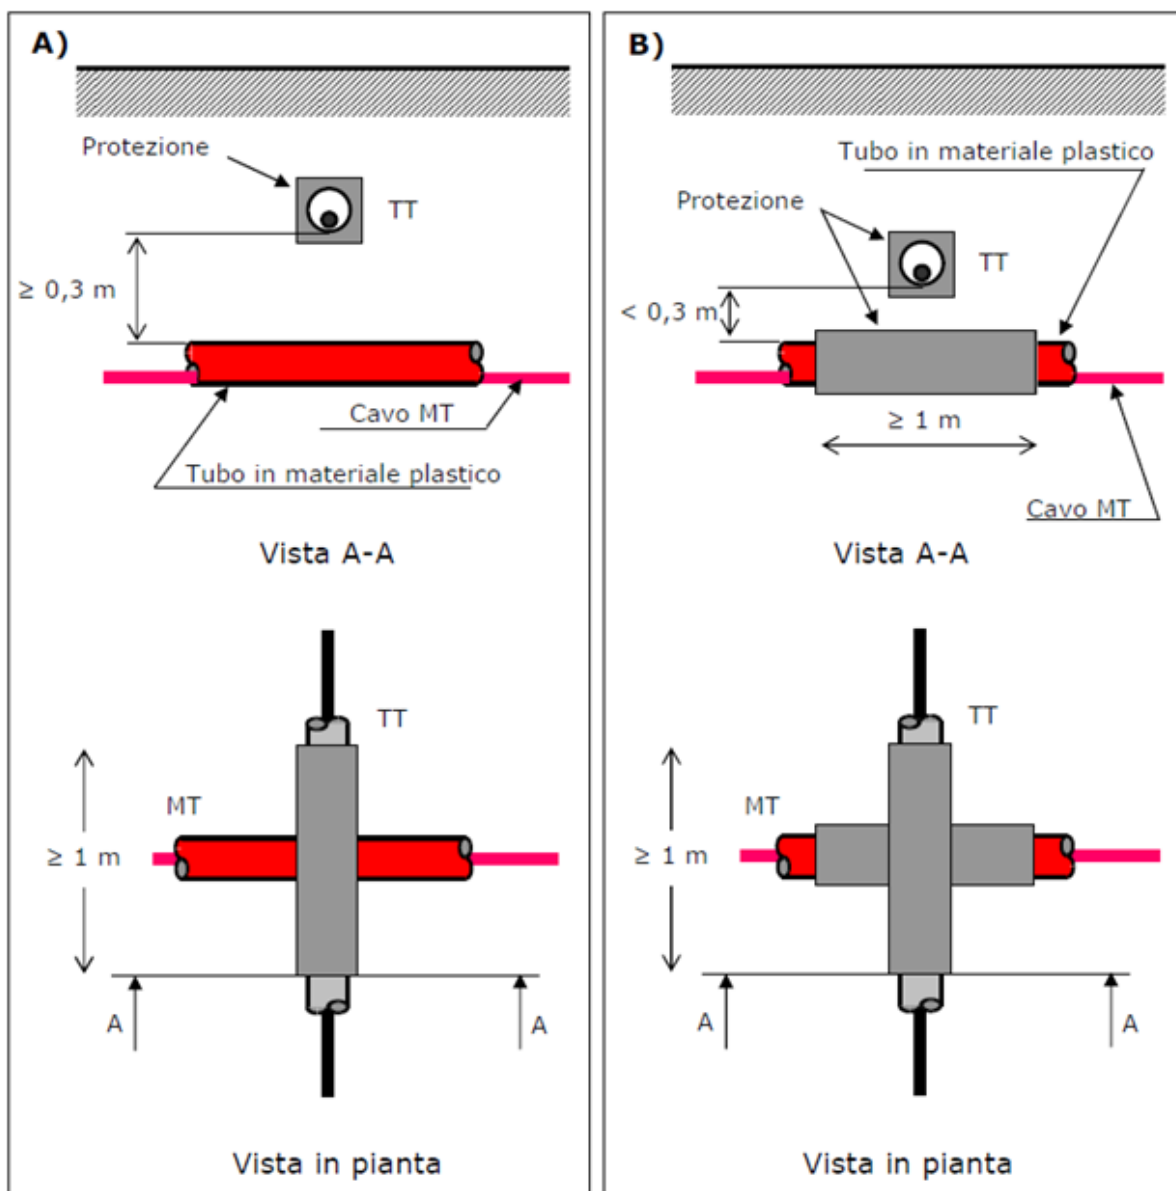 A)
Protezione
TT
≥ 0,3 m
Cavo MT
Tubo in materiale plastico
Vista A-A
TT
MT
≥ 1 m
A
A
Vista in pianta
B)
Tubo in materiale plastico
Protezione
TT
< 0,3 m
≥ 1 m
Cavo MT
Vista A-A
TT
MT
≥ 1 m
A
A
Vista in pianta